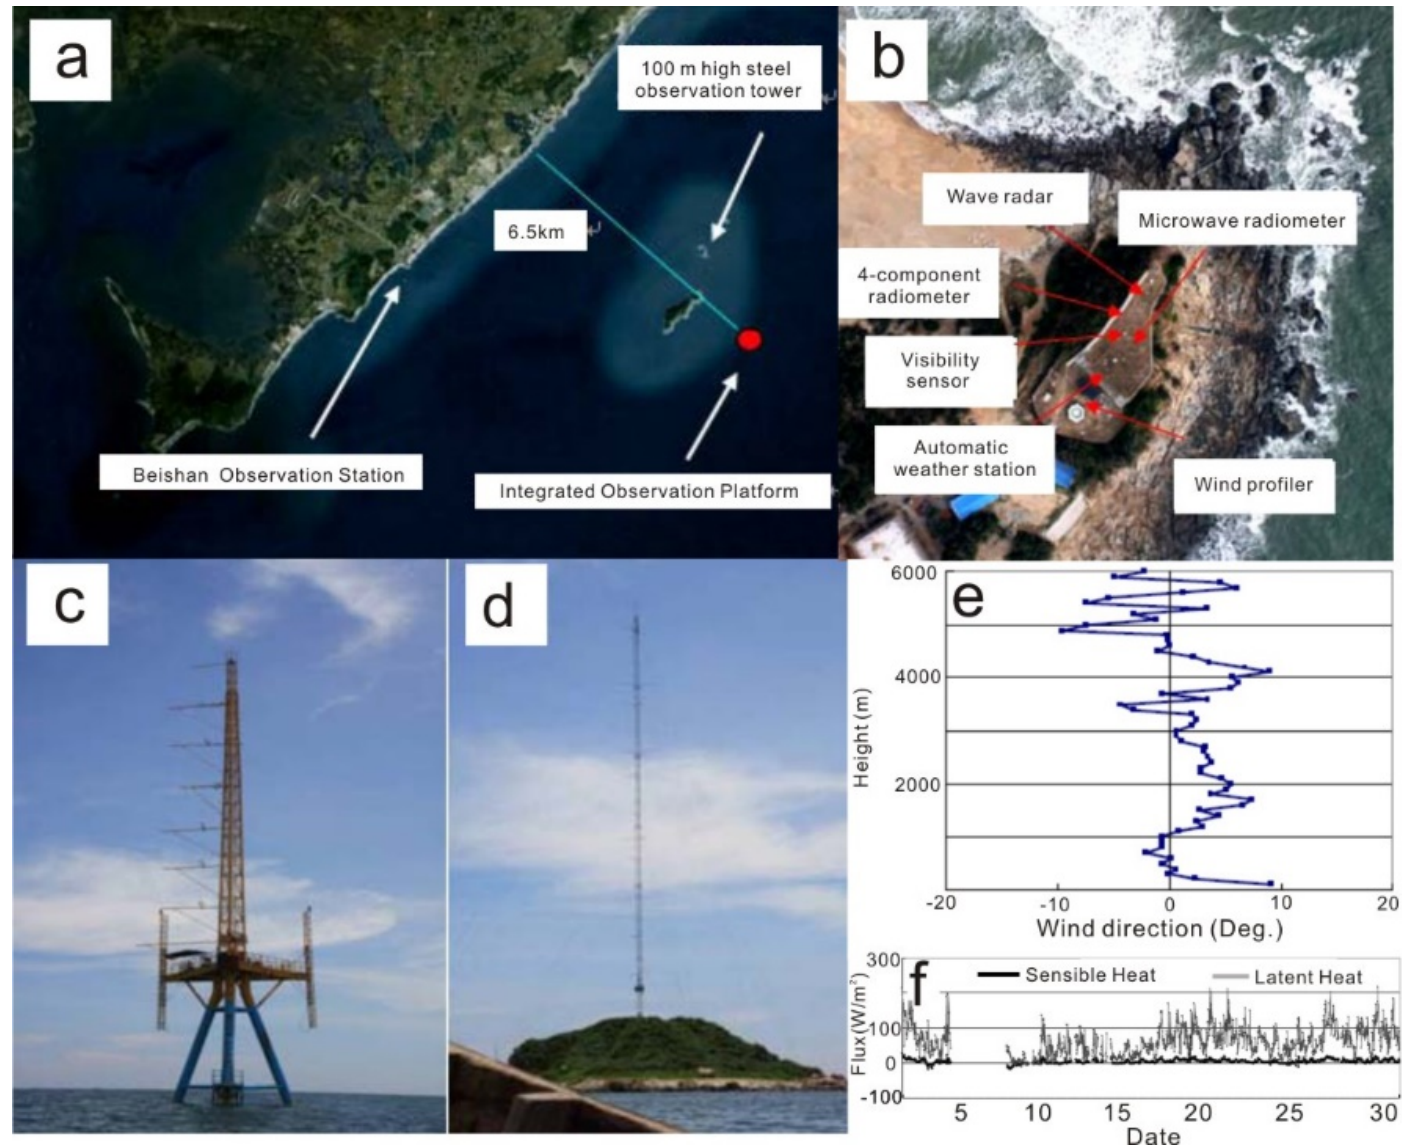 a
100 m high steel
observation tower
6.5km
Beishan Observation Station
Integrated Observation Platform
b
Wave radar
Microwave radiometer
4-component
radiometer
Visibility
sensor
Automatic
weather station
Wind profiler
c
d
e
6000
4000
2000
Height (m)
-20
-10
0
10
20
Wind direction (Deg.)
f
Sensible Heat
Latent Heat
300
200
100
0
-100
Flux(W/m²)
5
10
15
20
25
30
Date